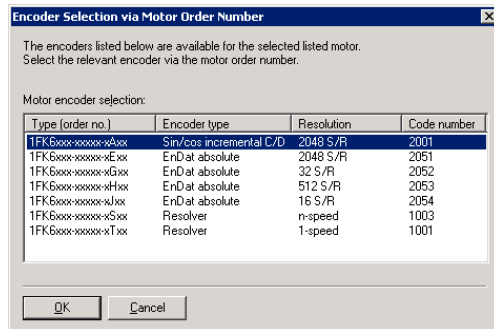 Encoder Selection via Motor Order Number
The encoders listed below are available for the selected listed motor.
Select the relevant encoder via the motor order number.
Motor encoder selection:
Type (order no.) Encoder type Resolution Code number
1FK6xxx-xxxxx-xAxx Sin/cos incremental C/D 2048 S/R 2001
1FK6xxx-xxxxx-xExx EnDat absolute 2048 S/R 2051
1FK6xxx-xxxxx-xGxx EnDat absolute 32 S/R 2052
1FK6xxx-xxxxx-xHxx EnDat absolute 512 S/R 2053
1FK6xxx-xxxxx-xJxx EnDat absolute 16 S/R 2054
1FK6xxx-xxxxx-xSxx Resolver n-speed 1003
1FK6xxx-xxxxx-xTxx Resolver 1-speed 1001
OK Cancel